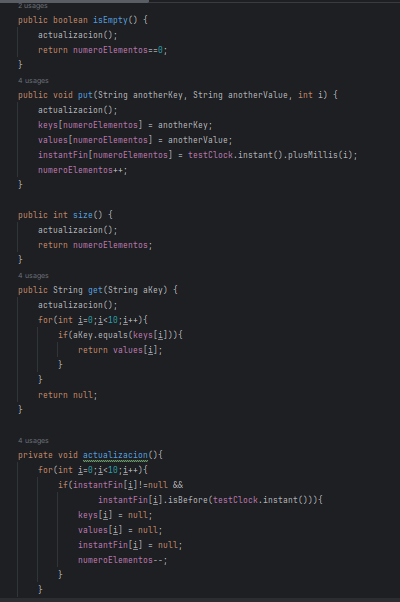 2 usages
public boolean isEmpty() {
actualizacion();
return numeroElementos==0;
}
4 usages
public void put(String anotherKey, String anotherValue, int i) {
actualizacion();
keys[numeroElementos] = anotherKey;
values[numeroElementos] = anotherValue;
instantFin[numeroElementos] = testClock.instant().plusMillis(i);
numeroElementos++;
}
public int size() {
actualizacion();
return numeroElementos;
}
4 usages
public String get(String aKey) {
actualizacion();
for(int i=0;i<10;i++){
if(aKey.equals(keys[i])){
return values[i];
}
}
return null;
}
4 usages
private void actualizacion(){
for(int i=0;i<10;i++){
if(instantFin[i]!=null &&
instantFin[i].isBefore(testClock.instant())){
keys[i] = null;
values[i] = null;
instantFin[i] = null;
numeroElementos--;
}
}